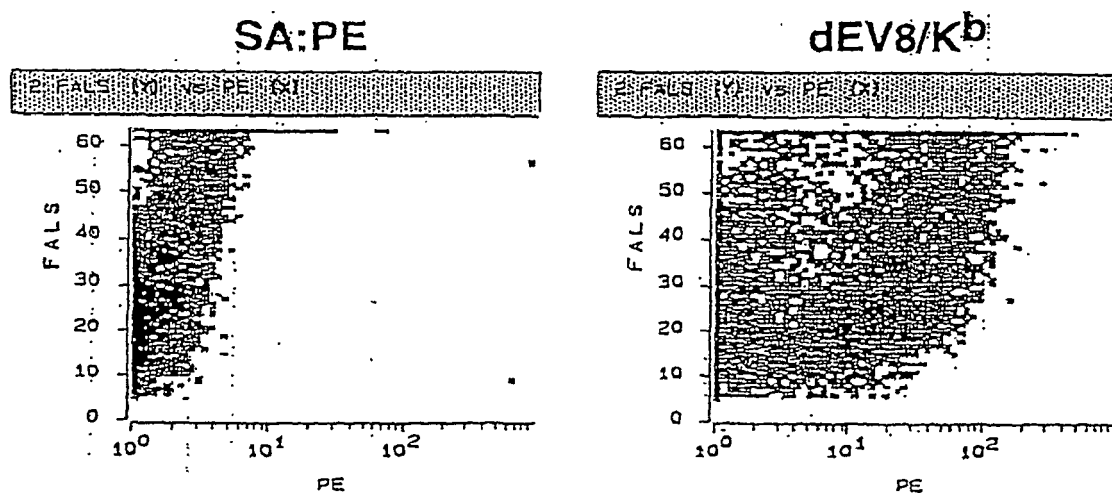 SA:PE
2 FALS (Y) vs PE (X)
60
50
40
30
20
10
0
FALS
10⁰
10¹
10²
PE
dEV8/Kᵇ
2 FALS (Y) vs PE (X)
60
50
40
30
20
10
0
FALS
10⁰
10¹
10²
PE